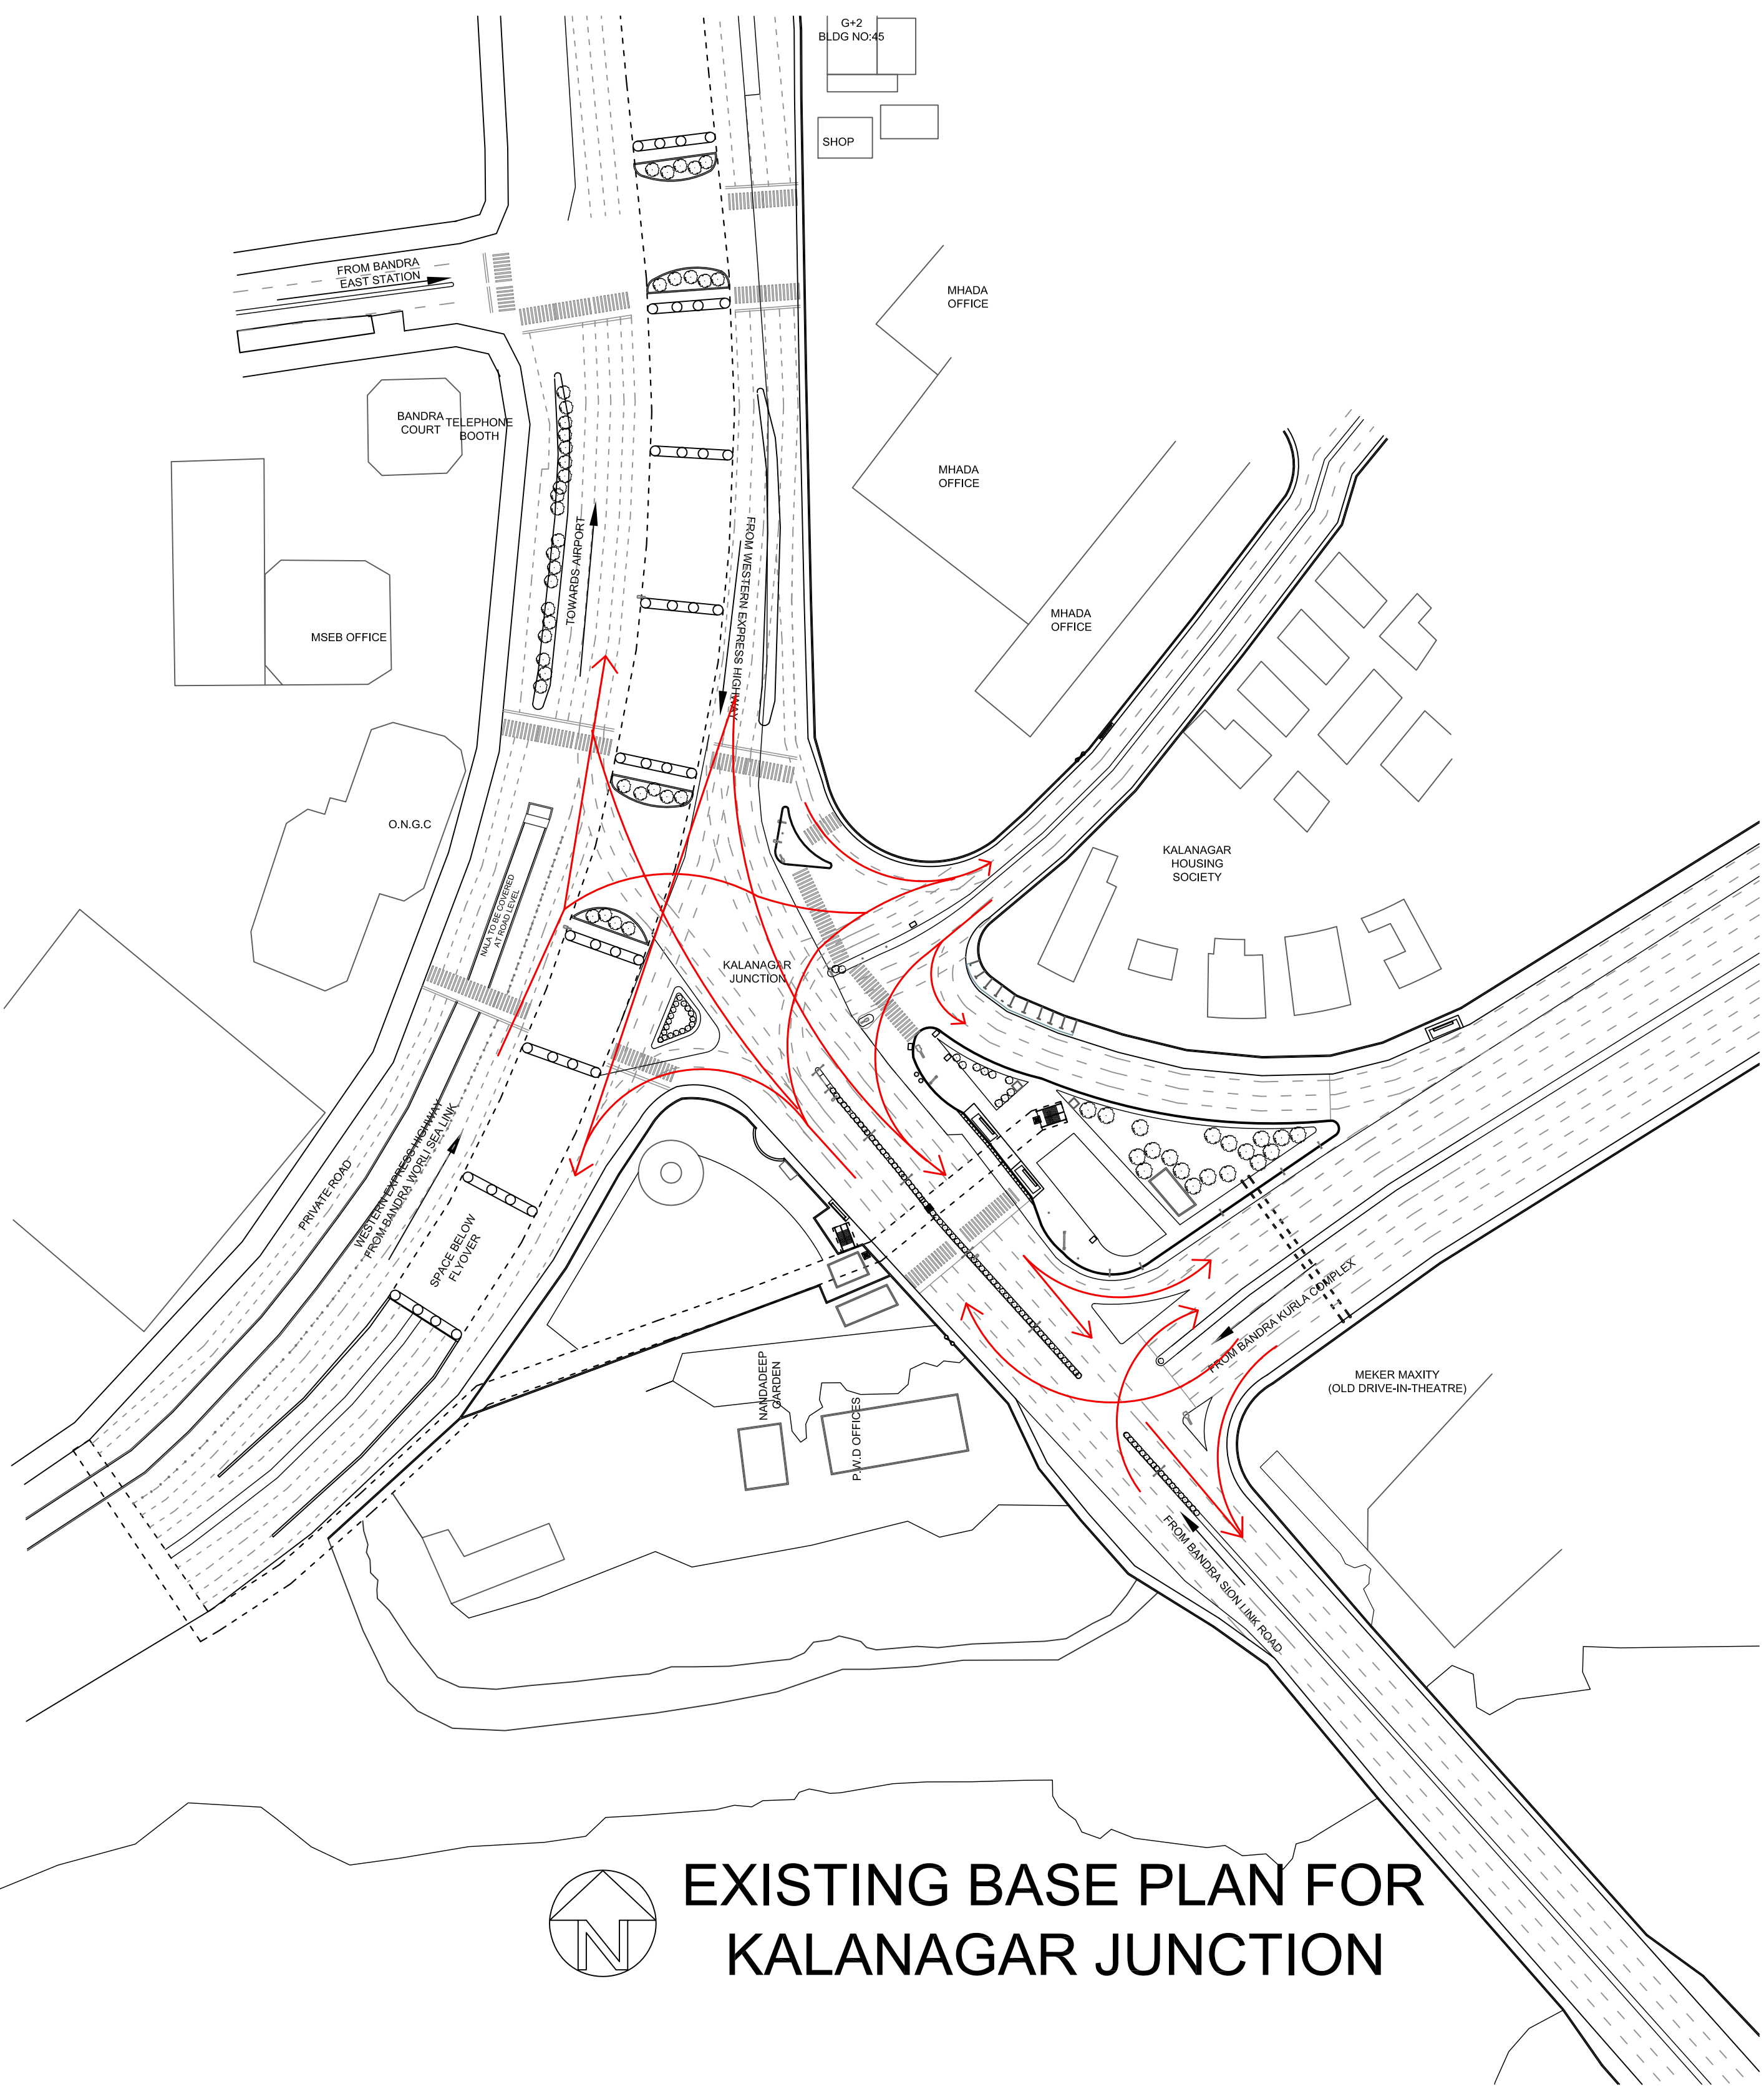 G+2
BLDG NO:45
SHOP
FROM BANDRA
EAST STATION
MHADA
OFFICE
BANDRA
COURT
TELEPHONE
BOOTH
MHADA
OFFICE
TOWARDS AIRPORT
FROM WESTERN EXPRESS HIGHWAY
MHADA
OFFICE
MSEB OFFICE
O.N.G.C
KALANAGAR
HOUSING
SOCIETY
NALA TO BE COVERED
AT ROAD LEVEL
KALANAGAR
JUNCTION
PRIVATE ROAD
WESTERN EXPRESS HIGHWAY
FROM BANDRA WORLI SEA LINK
SPACE BELOW
FLYOVER
FROM BANDRA KURLA COMPLEX
NANDADEEP
GARDEN
P.W.D OFFICES
MEKER MAXITY
(OLD DRIVE-IN-THEATRE)
FROM BANDRA SION LINK ROAD
N
EXISTING BASE PLAN FOR
KALANAGAR JUNCTION